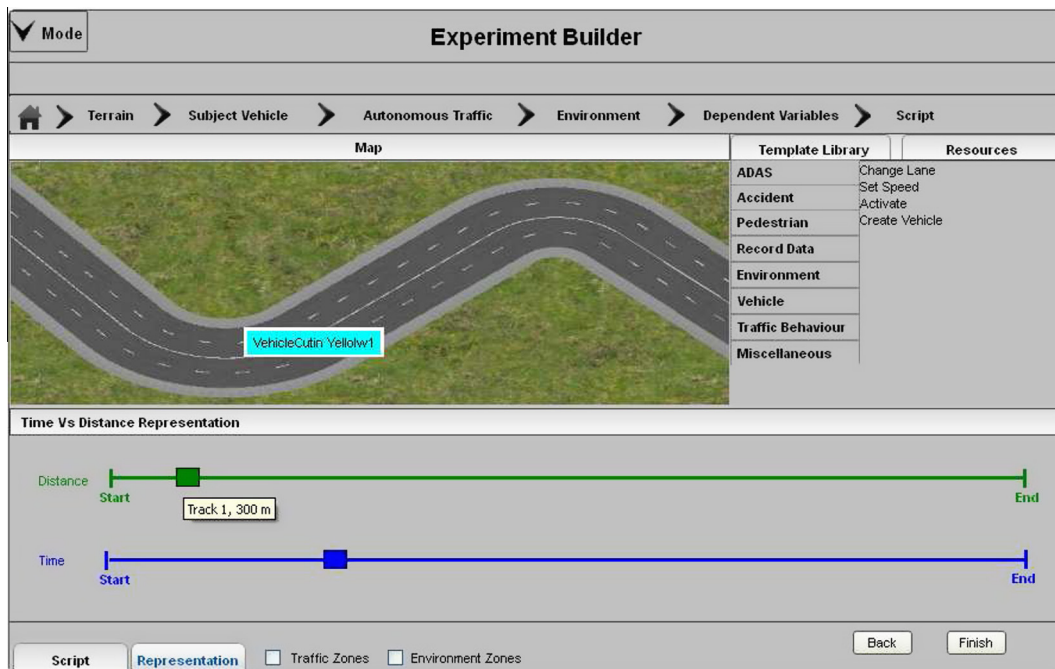 Mode
Experiment Builder
Terrain Subject Vehicle Autonomous Traffic Environment Dependent Variables Script
Map
Template Library Resources
ADAS
Accident
Pedestrian
Record Data
Environment
Vehicle
Traffic Behaviour
Miscellaneous
Change Lane
Set Speed
Activate
Create Vehicle
VehicleCutin Yellolw1
Time Vs Distance Representation
Distance
Start
End
Track 1, 300 m
Time
Start
End
Back Finish
Script Representation Traffic Zones Environment Zones